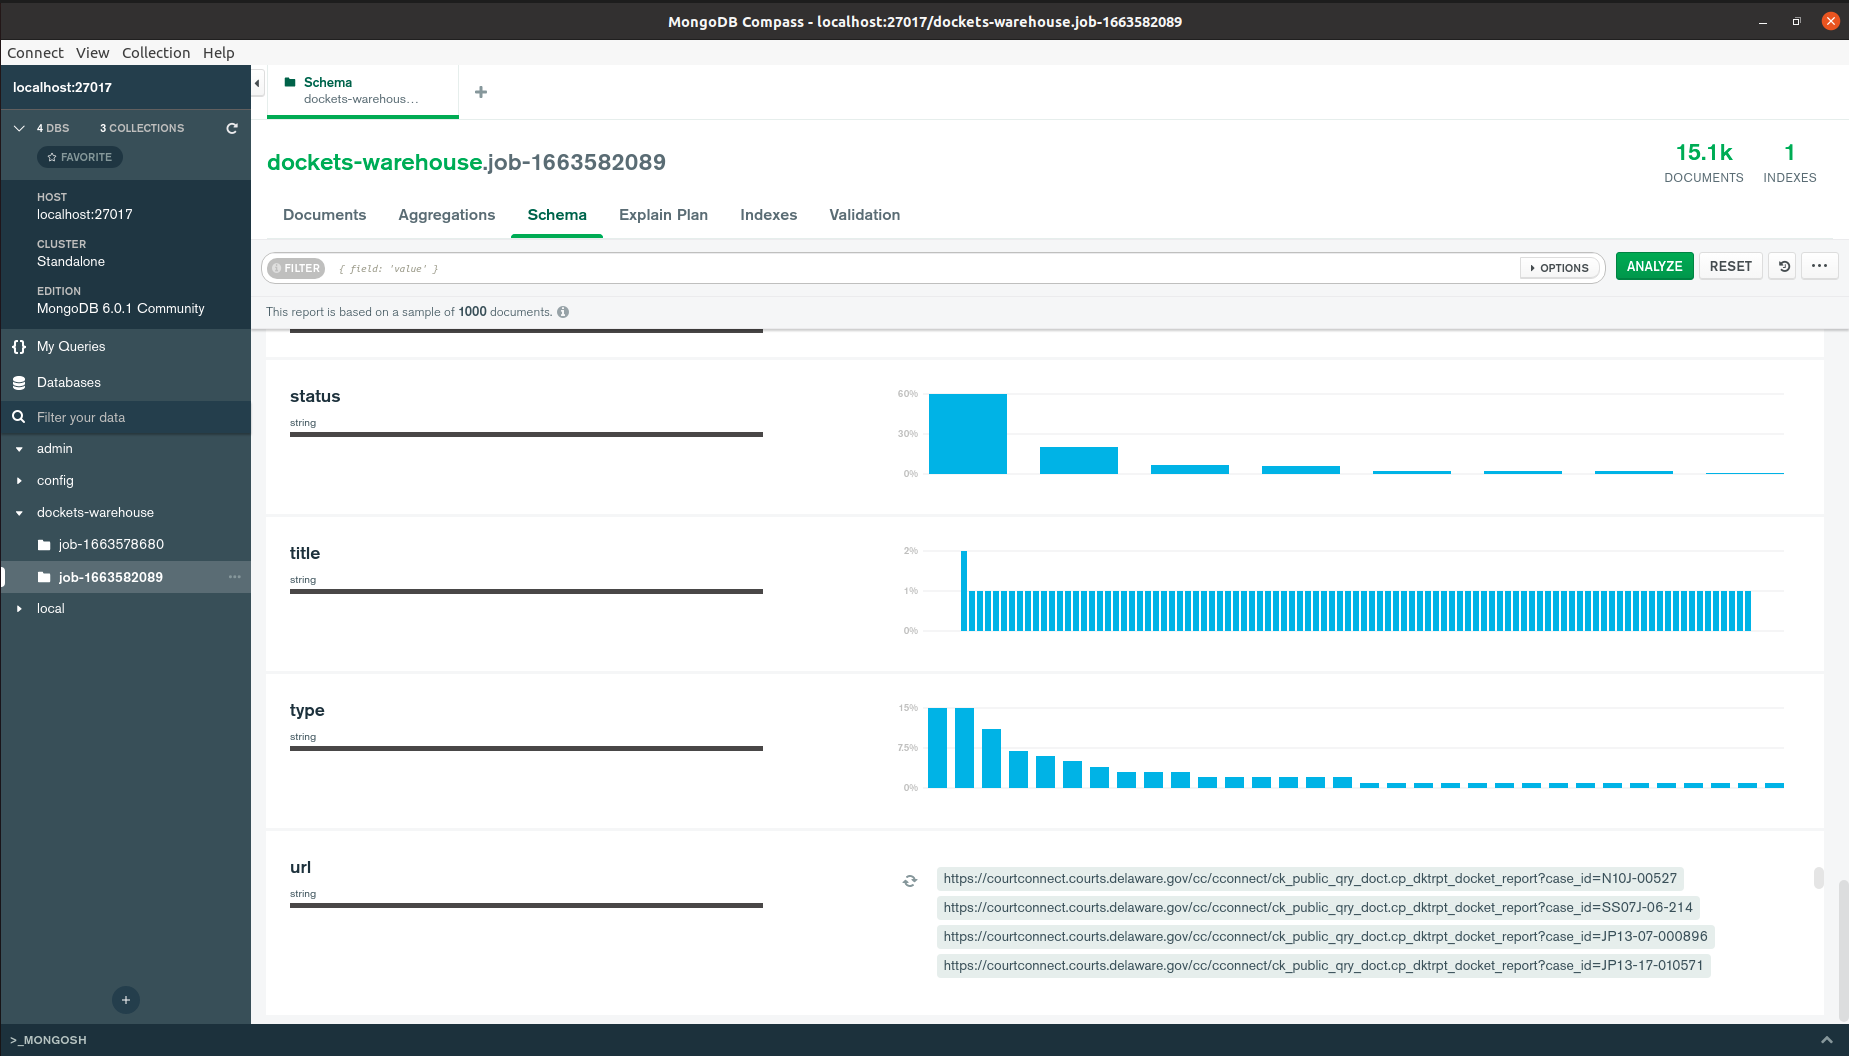 MongoDB Compass - localhost:27017/dockets-warehouse.job-1663582089
Connect View Collection Help
localhost:27017
4 DBS 3 COLLECTIONS
FAVORITE
HOST
localhost:27017
CLUSTER
Standalone
EDITION
MongoDB 6.0.1 Community
{} My Queries
Databases
Filter your data
admin
config
dockets-warehouse
job-1663578680
job-1663582089 ...
local
+
Schema
dockets-warehous...
+
dockets-warehouse.job-1663582089
15.1k
DOCUMENTS
1
INDEXES
Documents Aggregations Schema Explain Plan Indexes Validation
FILTER { field: 'value' } OPTIONS ANALYZE RESET ...
This report is based on a sample of 1000 documents.
status
string
60%
30%
0%
title
string
2%
1%
0%
type
string
15%
7.5%
0%
url
string
https://courtconnect.courts.delaware.gov/cc/cconnect/ck_public_qry_doct.cp_dktrpt_docket_report?case_id=N10J-00527
https://courtconnect.courts.delaware.gov/cc/cconnect/ck_public_qry_doct.cp_dktrpt_docket_report?case_id=SS07J-06-214
https://courtconnect.courts.delaware.gov/cc/cconnect/ck_public_qry_doct.cp_dktrpt_docket_report?case_id=JP13-07-000896
https://courtconnect.courts.delaware.gov/cc/cconnect/ck_public_qry_doct.cp_dktrpt_docket_report?case_id=JP13-17-010571
>_MONGOSH